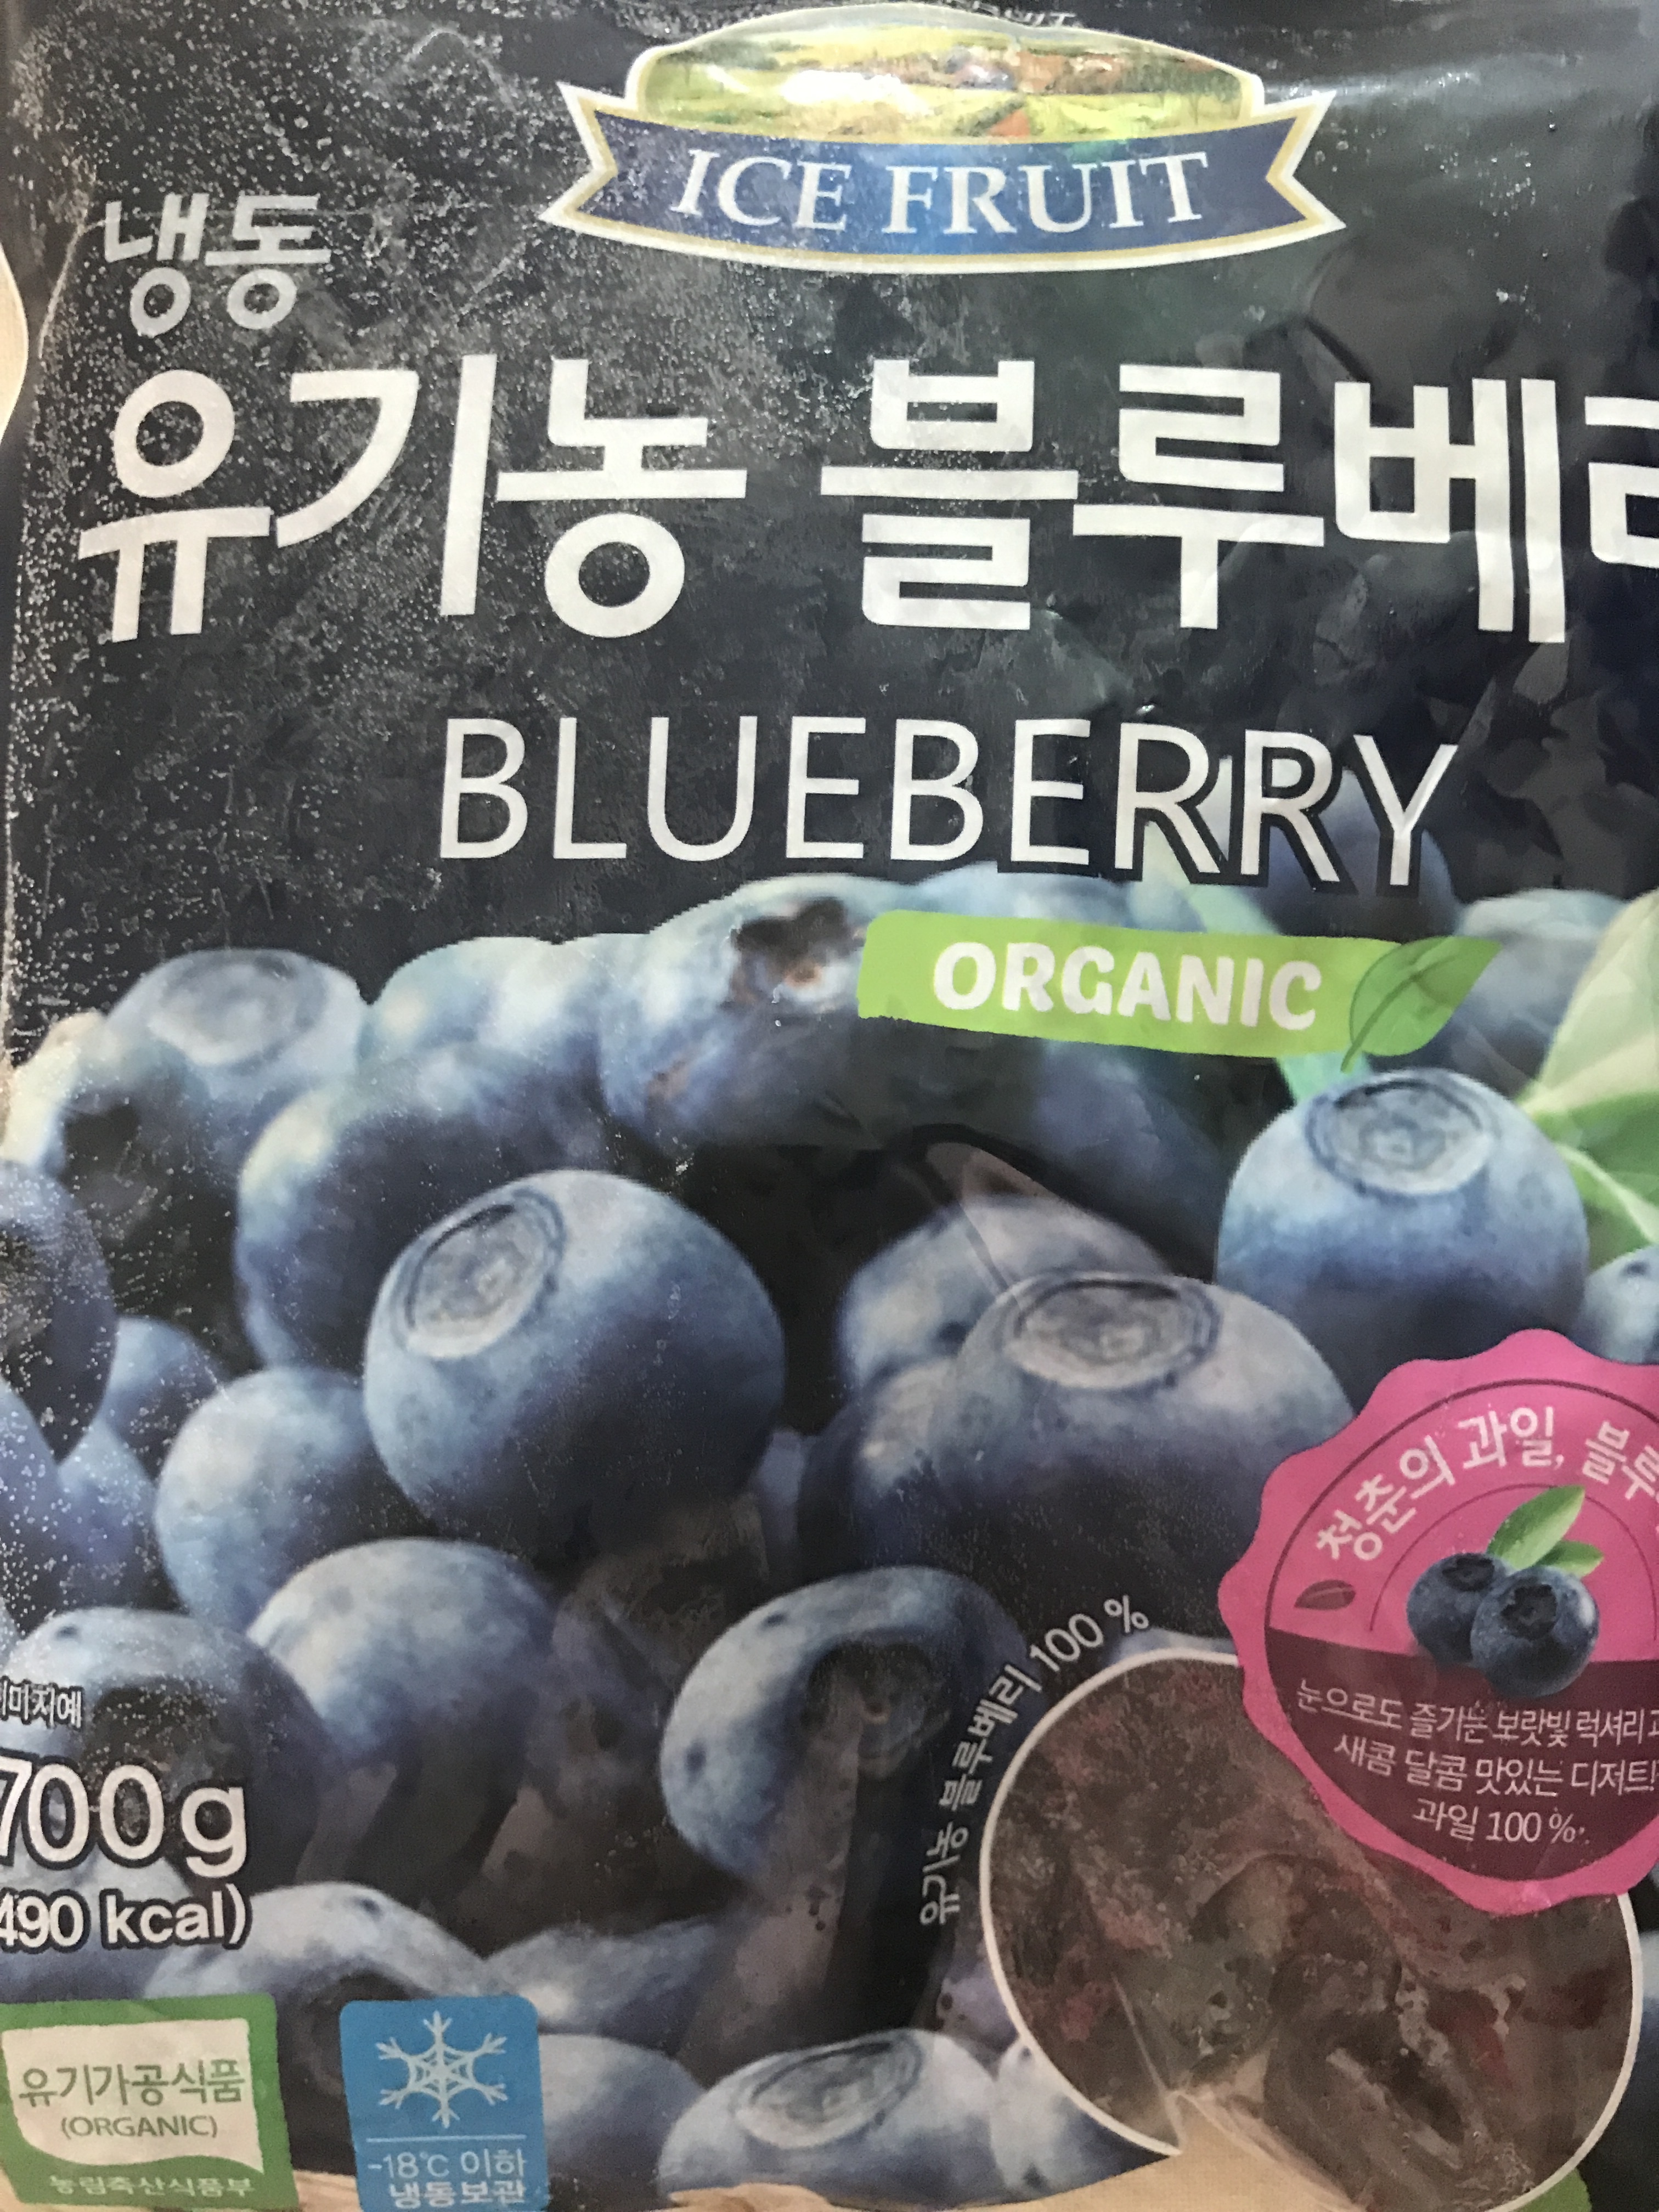 ICE FRUIT
냉동
유기농 블루베
BLUEBERRY
ORGANIC
청춘의 과일, 블루
눈으로도 즐기는 보랏빛 럭셔리
새콤 달콤 맛있는 디저트!
과일 100%
유기농 블루베리 100 %
이미지예
700g
490 kcal)
유기가공식품
(ORGANIC)
농림축산식품부
-18℃ 이하
냉동보관